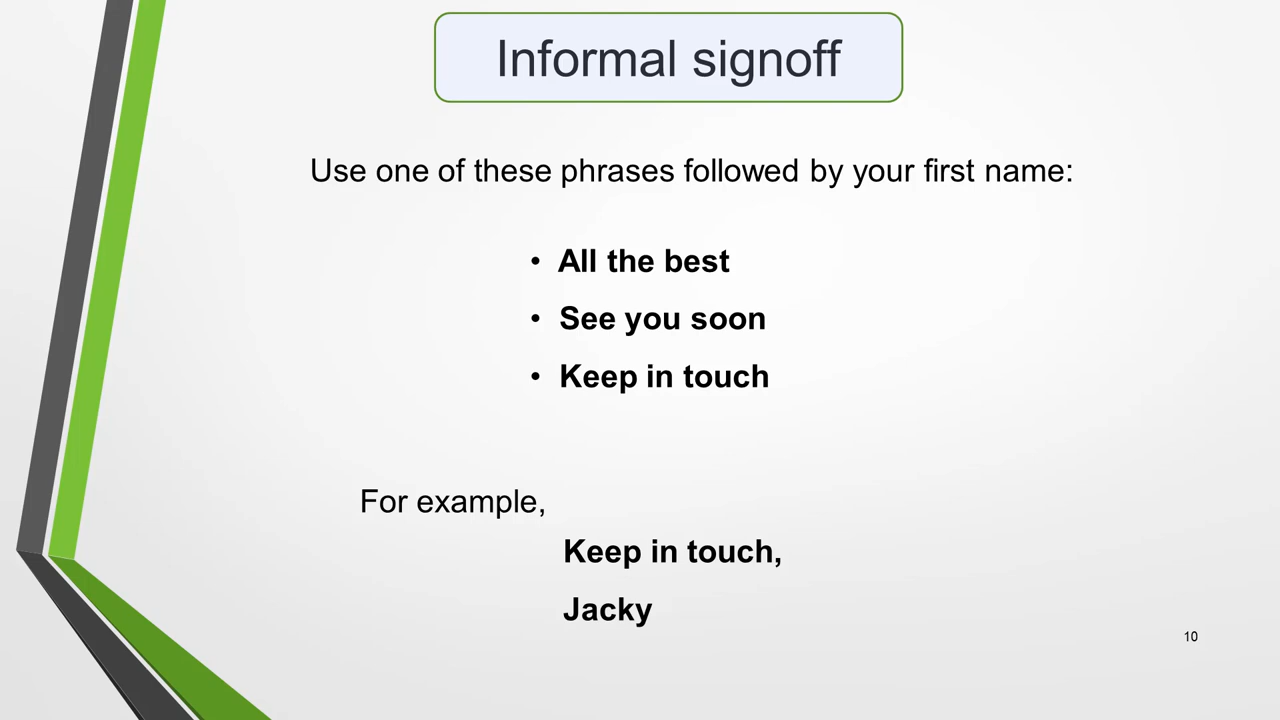 Informal signoff
Use one of these phrases followed by your first name:
• All the best
• See you soon
• Keep in touch
For example,
Keep in touch,
Jacky
10